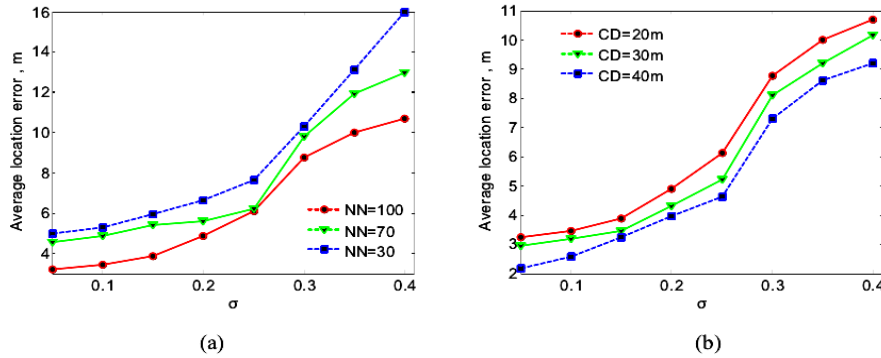 16
14
12
10
8
6
4
Average location error , m
NN=100
NN=70
NN=30
0.1 0.2 0.3 0.4
σ
(a)
11
10
9
8
7
6
5
4
3
2
Average location error , m
CD=20m
CD=30m
CD=40m
0.1 0.2 0.3 0.4
σ
(b)